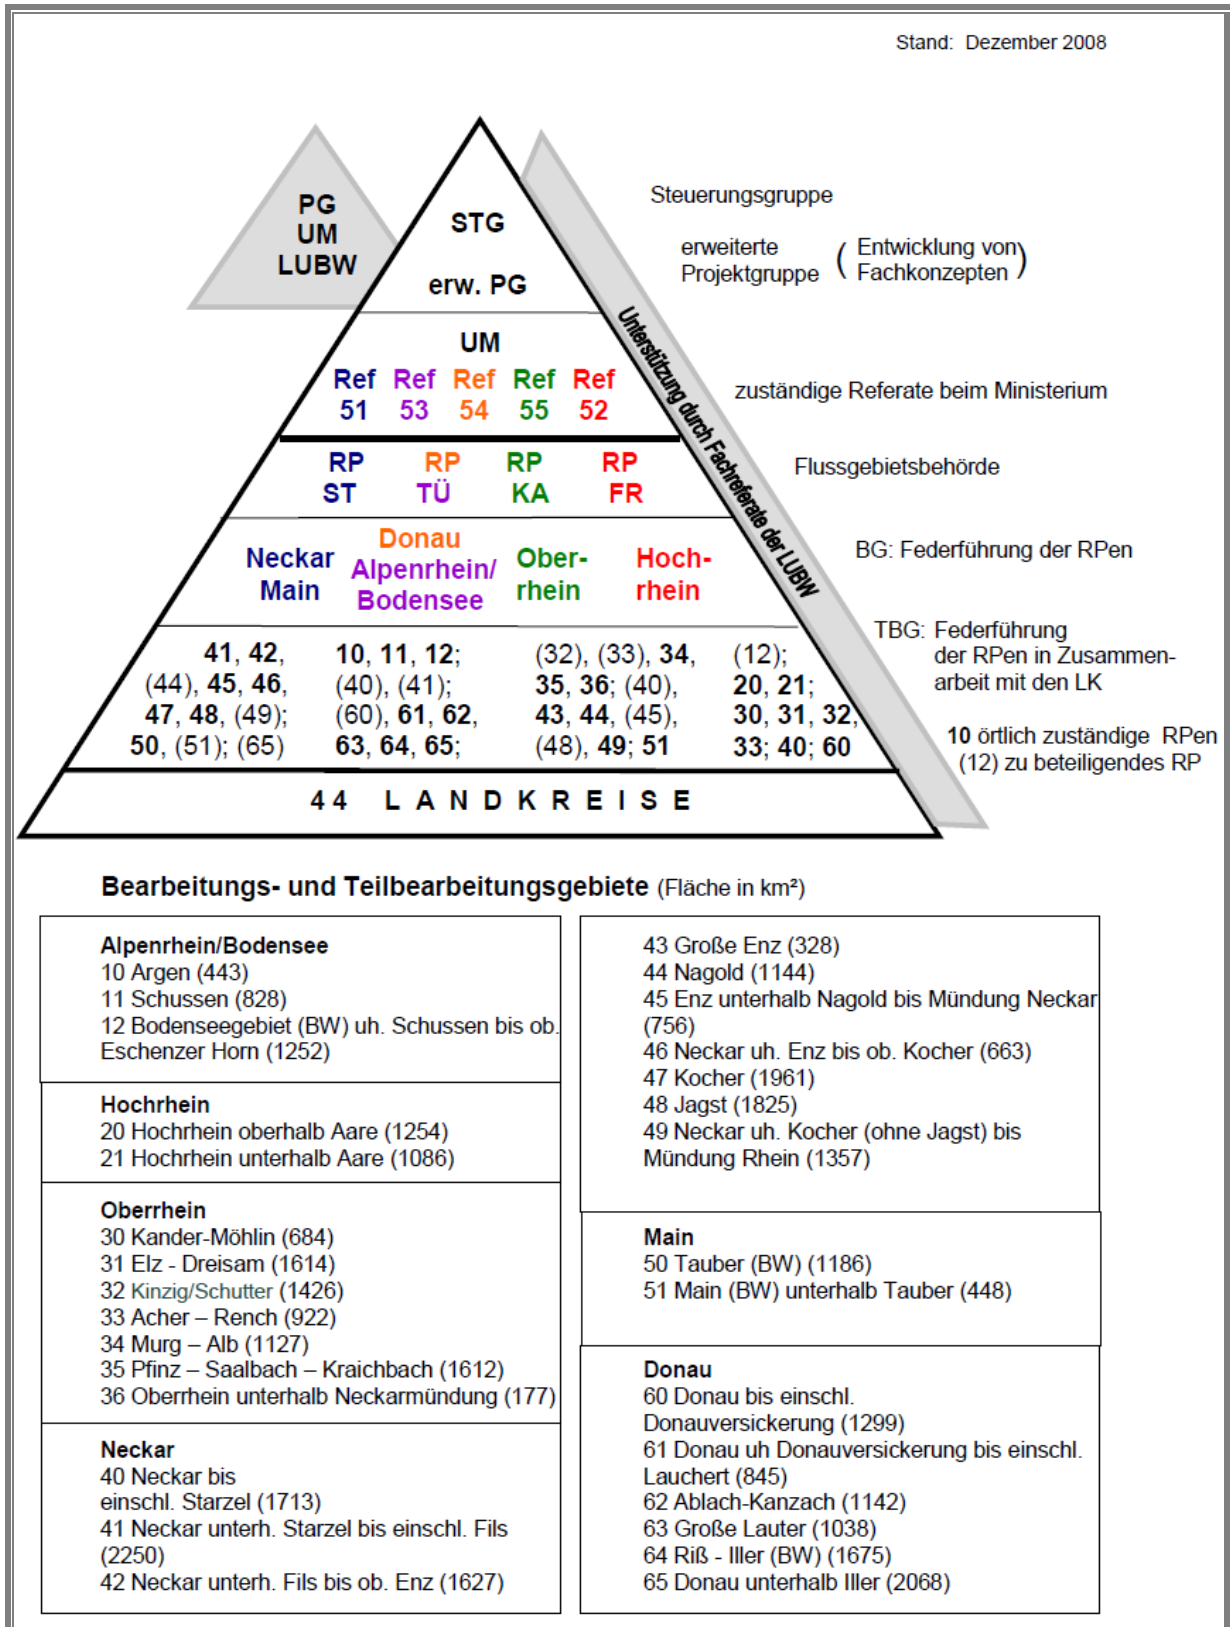 Stand: Dezember 2008
PG
UM
LUBW
STG
erw. PG
Steuerungsgruppe
erweiterte
Projektgruppe
( Entwicklung von
Fachkonzepten )
Unterstützung durch Fachreferate der LUBW
UM
Ref Ref Ref Ref Ref
51 53 54 55 52
zuständige Referate beim Ministerium
RP RP RP RP
ST TÜ KA FR
Flussgebietsbehörde
Neckar
Main
Donau
Alpenrhein/
Bodensee
Ober-
rhein
Hoch-
rhein
BG: Federführung der RPen
41, 42,
(44), 45, 46,
47, 48, (49);
50, (51); (65)
10, 11, 12;
(40), (41);
(60), 61, 62,
63, 64, 65;
(32), (33), 34,
35, 36; (40),
43, 44, (45),
(48), 49; 51
(12);
20, 21;
30, 31, 32,
33; 40; 60
TBG: Federführung
der RPen in Zusammen-
arbeit mit den LK
10 örtlich zuständige RPen
(12) zu beteiligendes RP
44 LANDKREISE
Bearbeitungs- und Teilbearbeitungsgebiete (Fläche in km²)
Alpenrhein/Bodensee
10 Argen (443)
11 Schussen (828)
12 Bodenseegebiet (BW) uh. Schussen bis ob.
Eschenzer Horn (1252)
Hochrhein
20 Hochrhein oberhalb Aare (1254)
21 Hochrhein unterhalb Aare (1086)
Oberrhein
30 Kander-Möhlin (684)
31 Elz - Dreisam (1614)
32 Kinzig/Schutter (1426)
33 Acher – Rench (922)
34 Murg – Alb (1127)
35 Pfinz – Saalbach – Kraichbach (1612)
36 Oberrhein unterhalb Neckarmündung (177)
Neckar
40 Neckar bis
einschl. Starzel (1713)
41 Neckar unterh. Starzel bis einschl. Fils
(2250)
42 Neckar unterh. Fils bis ob. Enz (1627)
43 Große Enz (328)
44 Nagold (1144)
45 Enz unterhalb Nagold bis Mündung Neckar
(756)
46 Neckar uh. Enz bis ob. Kocher (663)
47 Kocher (1961)
48 Jagst (1825)
49 Neckar uh. Kocher (ohne Jagst) bis
Mündung Rhein (1357)
Main
50 Tauber (BW) (1186)
51 Main (BW) unterhalb Tauber (448)
Donau
60 Donau bis einschl.
Donauversickerung (1299)
61 Donau uh Donauversickerung bis einschl.
Lauchert (845)
62 Ablach-Kanzach (1142)
63 Große Lauter (1038)
64 Riß - Iller (BW) (1675)
65 Donau unterhalb Iller (2068)